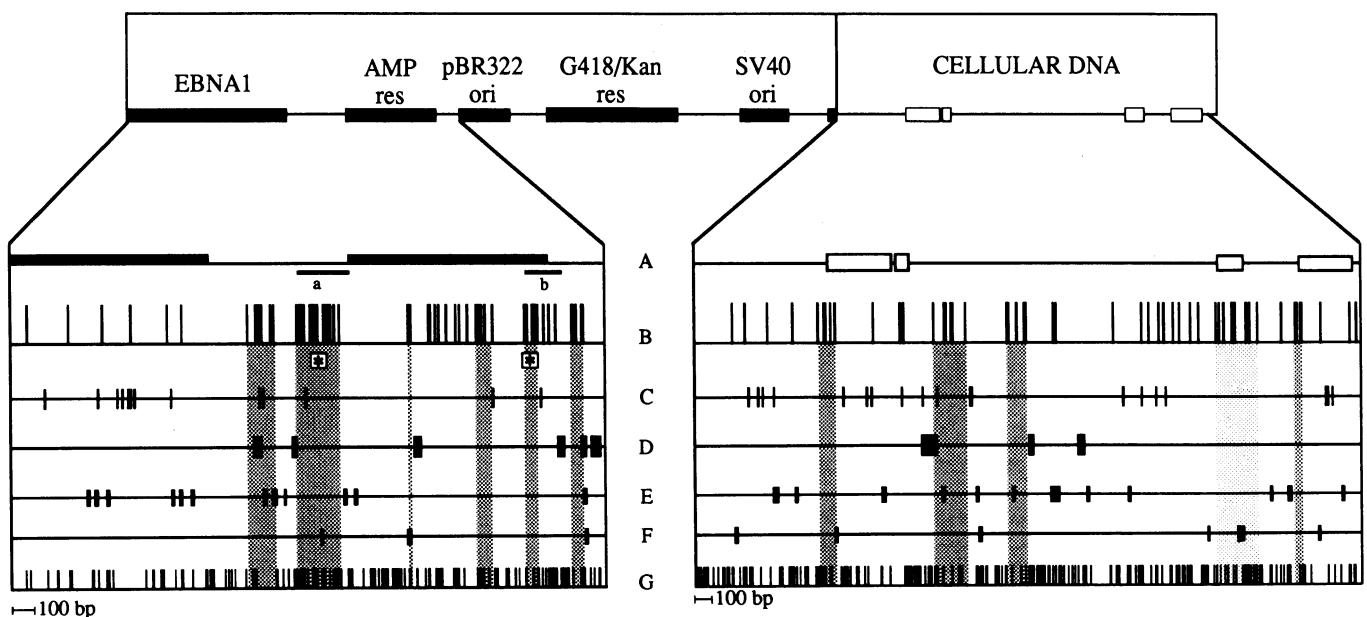 EBNA1
AMP
res
pBR322
ori
G418/Kan
res
SV40
ori
CELLULAR DNA
A
a
b
B
*
*
C
D
E
F
G
100 bp
100 bp